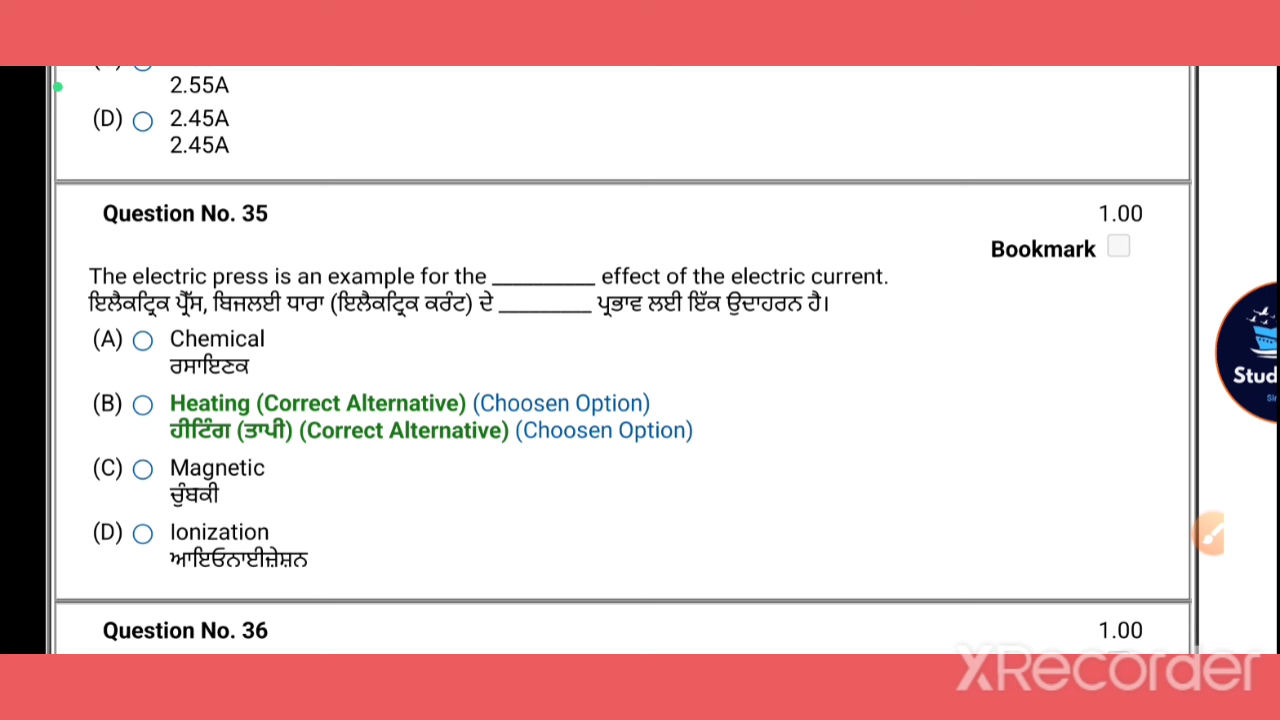 2.55A
(D) 2.45A
2.45A
Question No. 35 1.00
Bookmark
The electric press is an example for the _________ effect of the electric current.
ਇਲੈਕਟ੍ਰਿਕ ਪ੍ਰੈੱਸ, ਬਿਜਲਈ ਧਾਰਾ (ਇਲੈਕਟ੍ਰਿਕ ਕਰੰਟ) ਦੇ _________ ਪ੍ਰਭਾਵ ਲਈ ਇੱਕ ਉਦਾਹਰਨ ਹੈ।
(A) Chemical
ਰਸਾਇਣਕ
(B) Heating (Correct Alternative) (Choosen Option)
ਹੀਟਿੰਗ (ਤਾਪੀ) (Correct Alternative) (Choosen Option)
(C) Magnetic
ਚੁੰਬਕੀ
(D) Ionization
ਆਇਓਨਾਈਜ਼ੇਸ਼ਨ
Stud
Question No. 36 1.00
XRecorder